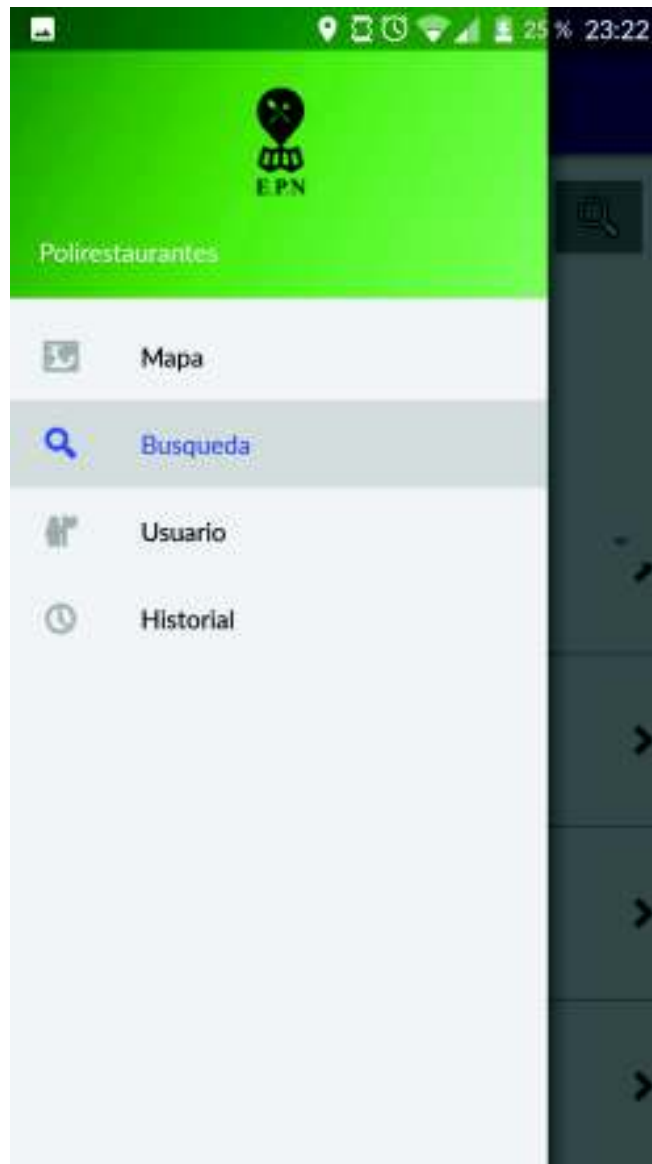 25 % 23:22
EPN
Polirestaurantes
Mapa
Busqueda
Usuario
Historial